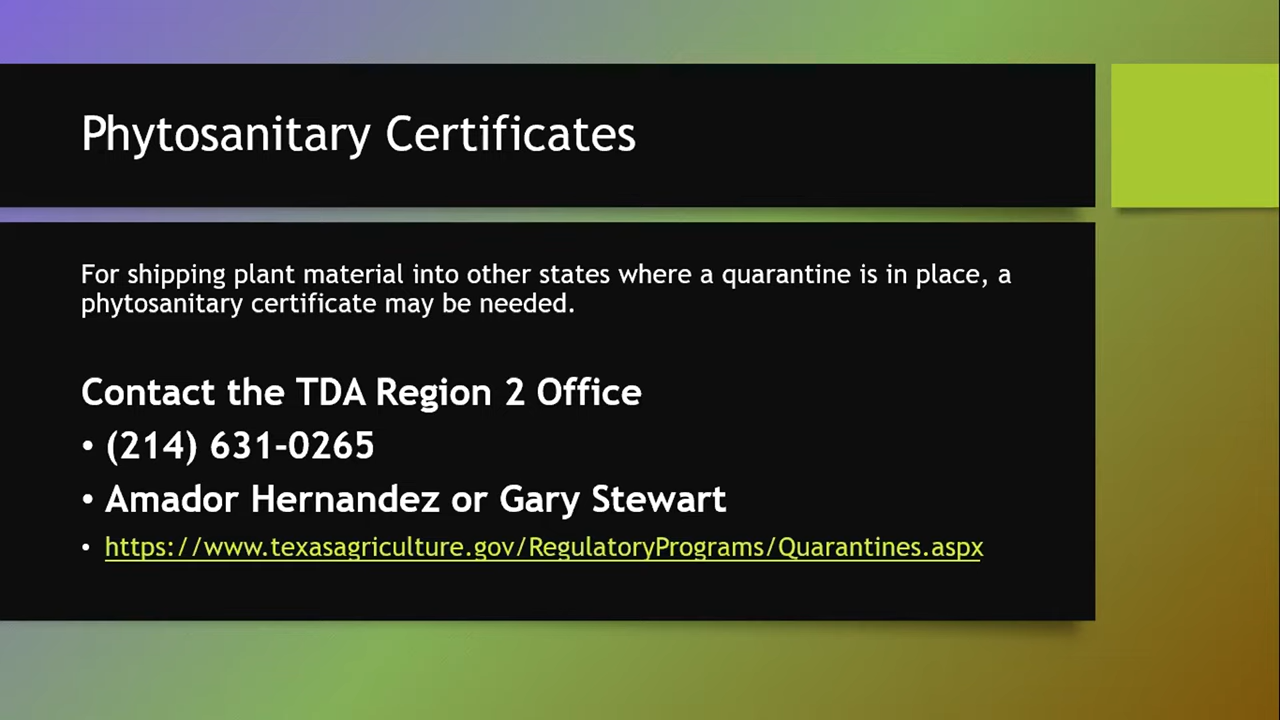 Phytosanitary Certificates
For shipping plant material into other states where a quarantine is in place, a
phytosanitary certificate may be needed.
Contact the TDA Region 2 Office
• (214) 631-0265
• Amador Hernandez or Gary Stewart
• https://www.texasagriculture.gov/RegulatoryPrograms/Quarantines.aspx